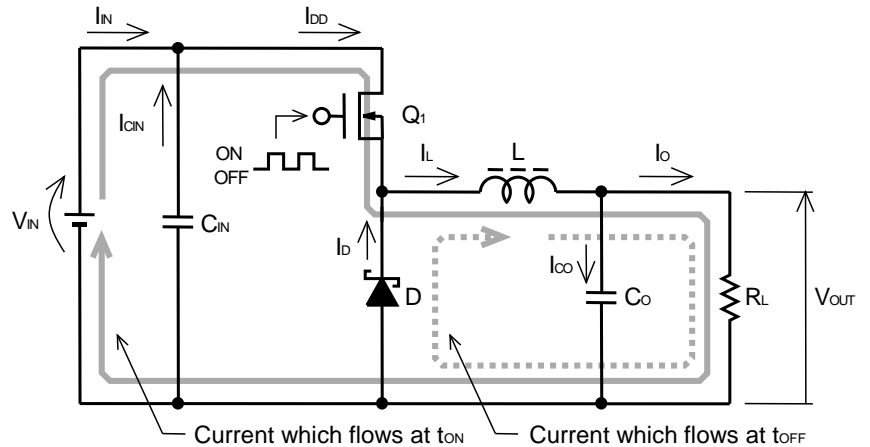 IIN
IDD
ICIN
Q1
ON
OFF
IL
L
IO
VIN
CIN
ID
D
ICO
CO
RL
VOUT
Current which flows at tON
Current which flows at tOFF